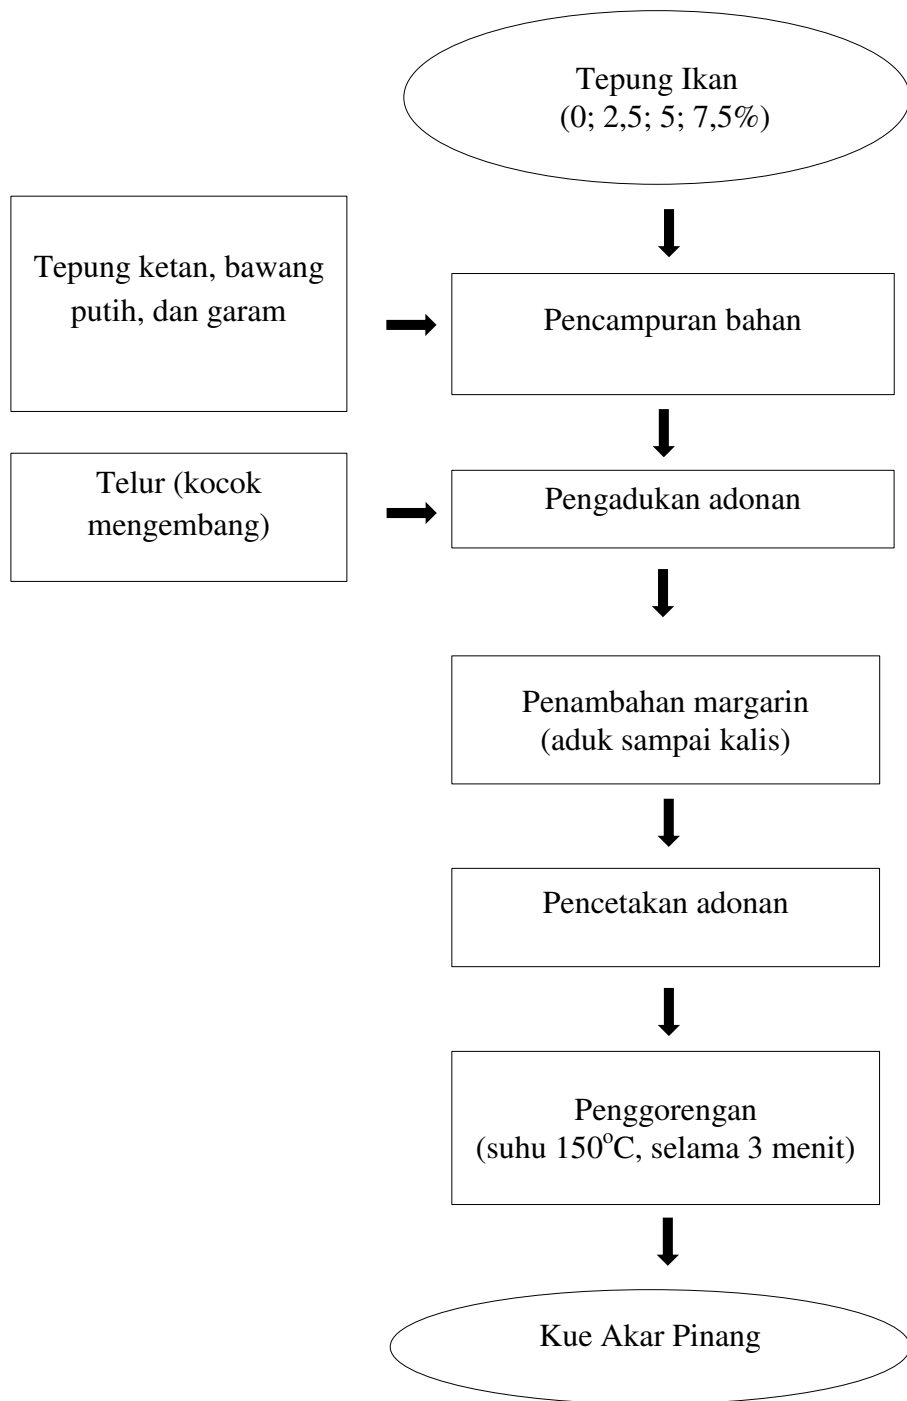 Tepung Ikan
(0; 2,5; 5; 7,5%)
Tepung ketan, bawang
putih, dan garam
Pencampuran bahan
Telur (kocok
mengembang)
Pengadukan adonan
Penambahan margarin
(aduk sampai kalis)
Pencetakan adonan
Penggorengan
(suhu 150°C, selama 3 menit)
Kue Akar Pinang